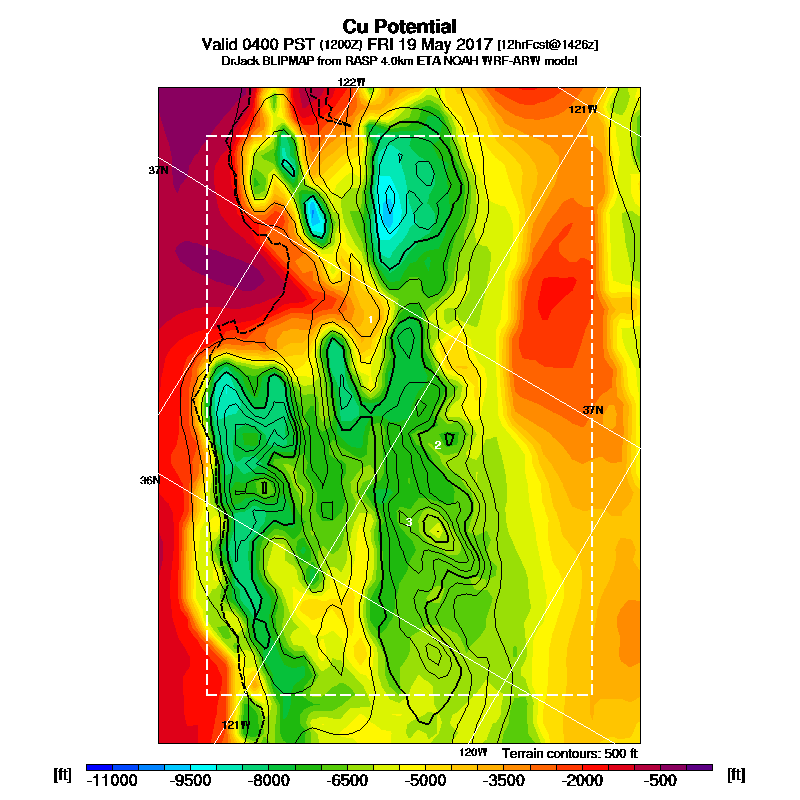 Cu Potential
Valid 0400 PST (1200Z) FRI 19 May 2017 [12hrFcst@1426z]
DrJack BLIPMAP from RASP 4.0km ETA NOAH WRF-ARW model
122W
121W
37N
1
37N
2
36N
3
121W
120W
Terrain contours: 500 ft
[ft] -11000 -9500 -8000 -6500 -5000 -3500 -2000 -500 [ft]